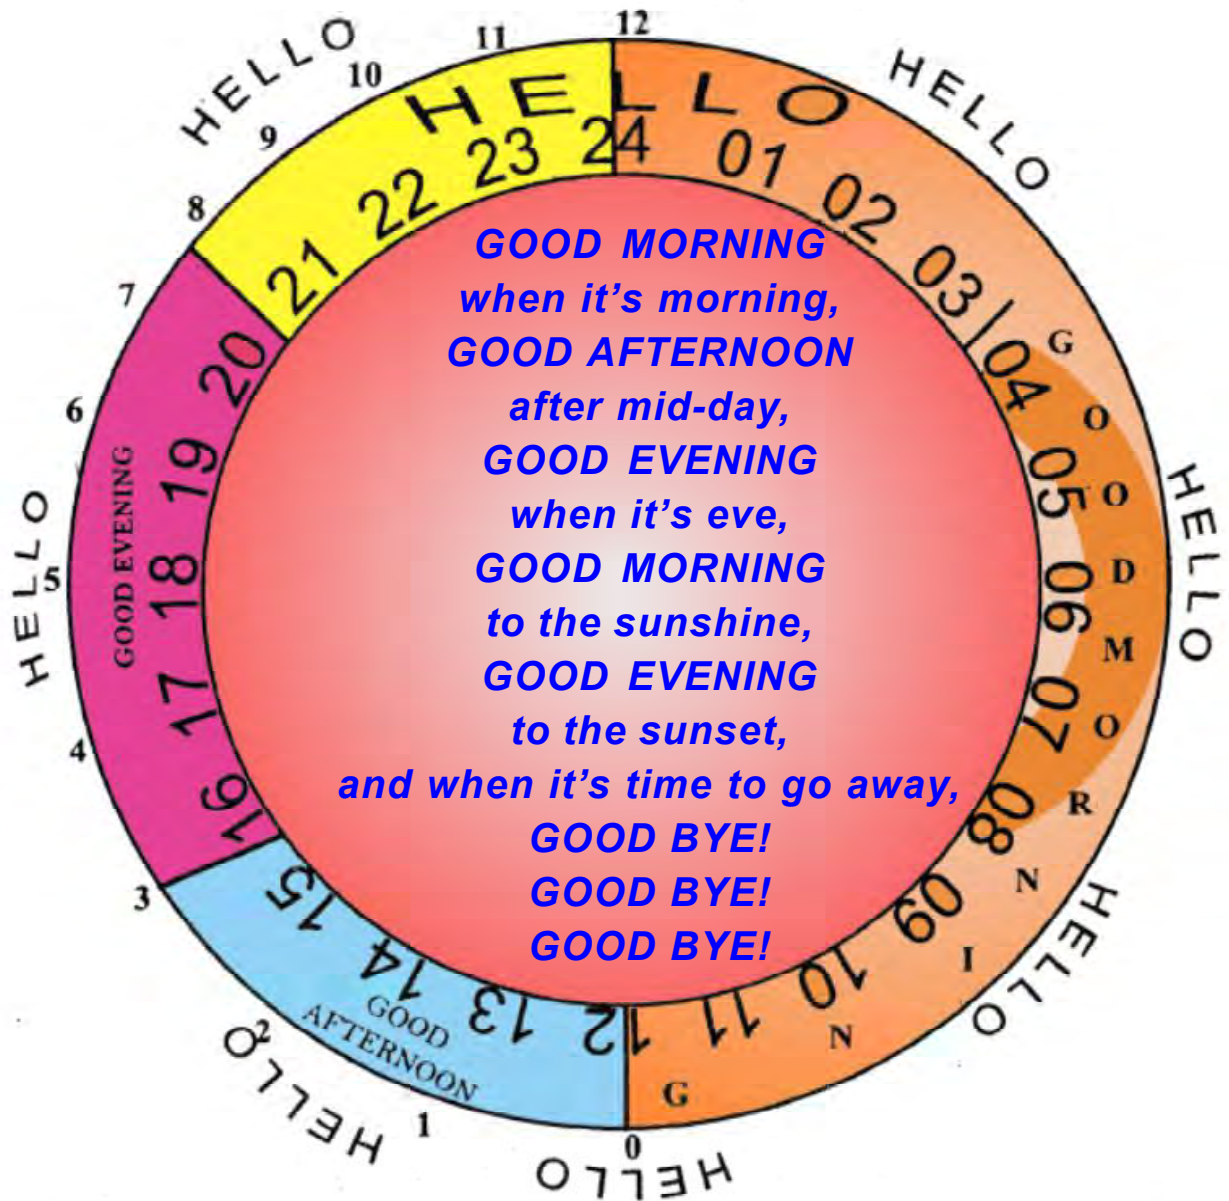 HELLO
HELLO
HELLO
HELLO
HELLO
HELLO
HELLO
HELLO
12
11
10
9
8
7
6
5
4
3
2
1
0
HELLO
24
01
02
03
04
05
06
07
08
09
10
11
12
13
14
15
16
17
18
19
20
21
22
23
GOOD MORNING
GOOD
AFTERNOON
GOOD EVENING
GOOD MORNING
when it's morning,
GOOD AFTERNOON
after mid-day,
GOOD EVENING
when it's eve,
GOOD MORNING
to the sunshine,
GOOD EVENING
to the sunset,
and when it's time to go away,
GOOD BYE!
GOOD BYE!
GOOD BYE!